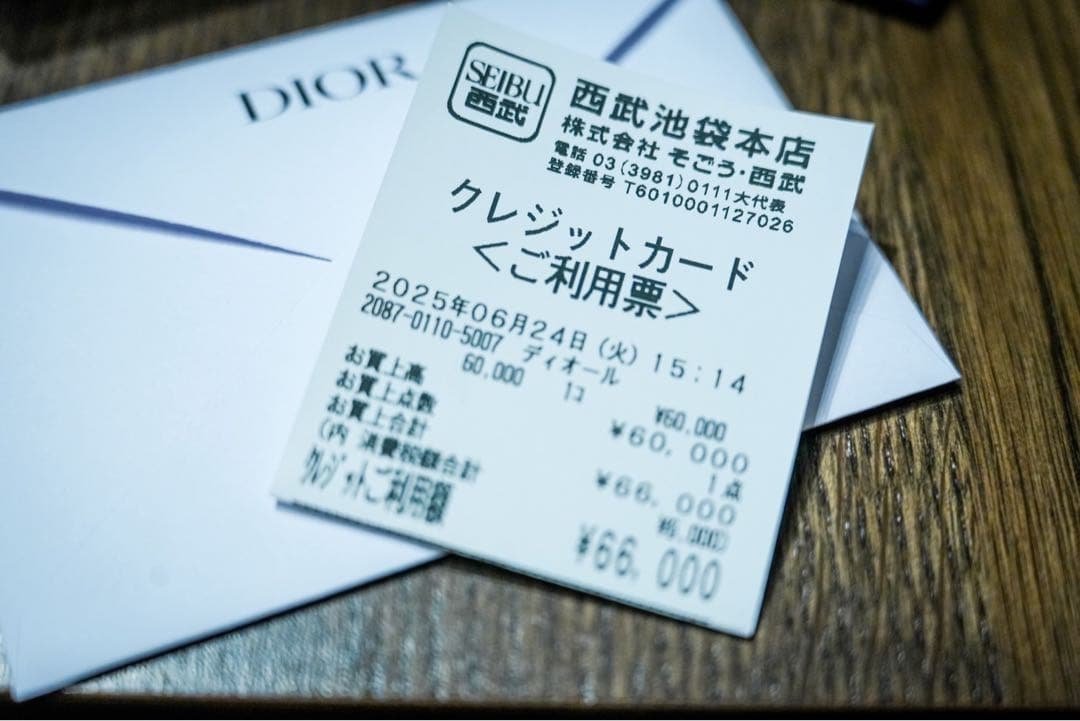 DIOR
SEIBU
西武
西武池袋本店
株式会社 そごう・西武
電話 03(3981)0111大代表
登録番号 T6010001127026
クレジットカード
<ご利用票>
2025年06月24日(火)15:14
2087-0110-5007 ディオール
60,000 1コ ¥60,000
お買上高 ¥60,000
お買上点数 1点
お買上合計 ¥66,000
(内 消費税額合計 ¥6,000)
クレジットご利用額 ¥66,000